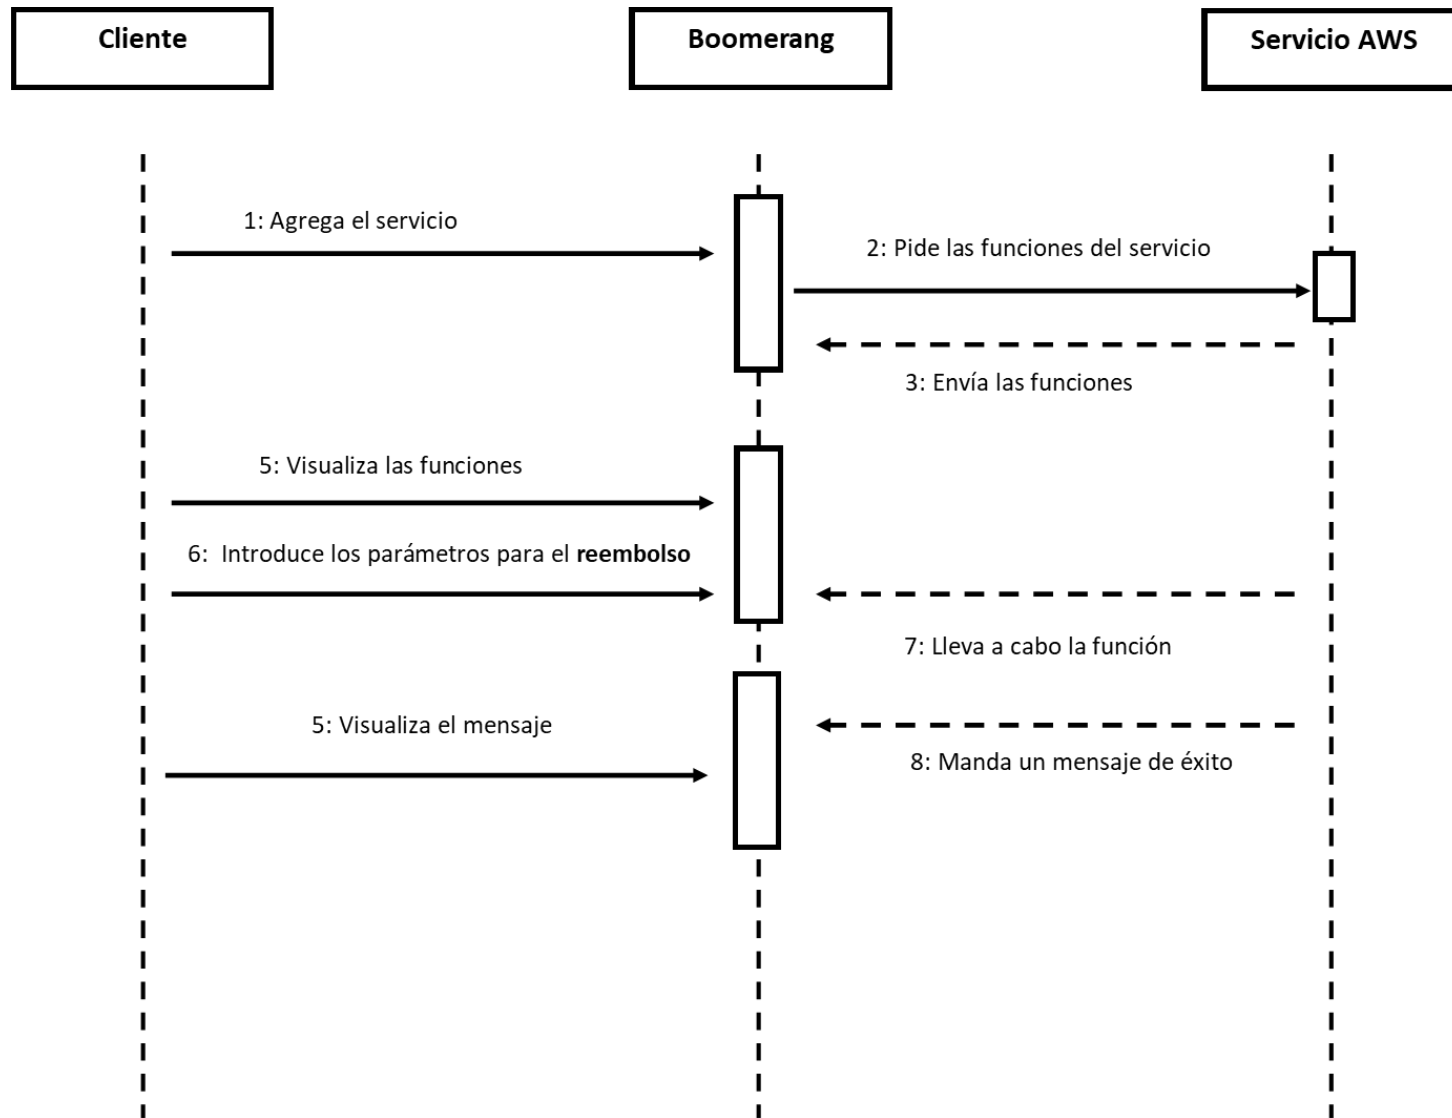 Cliente
Boomerang
Servicio AWS
1: Agrega el servicio
2: Pide las funciones del servicio
3: Envía las funciones
5: Visualiza las funciones
6:  Introduce los parámetros para el reembolso
7: Lleva a cabo la función
5: Visualiza el mensaje
8: Manda un mensaje de éxito